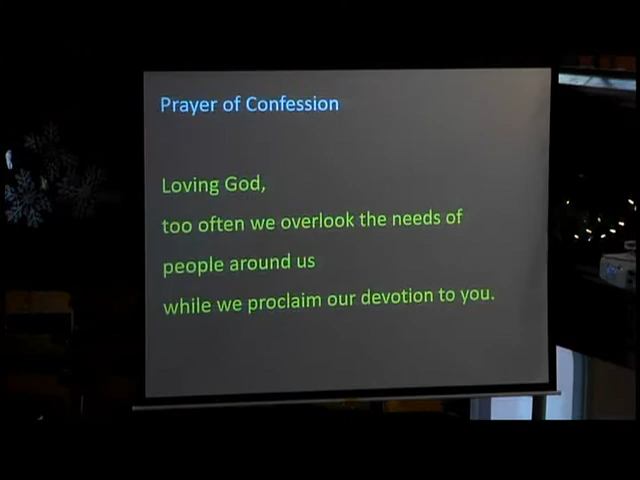 Prayer of Confession
Loving God,
too often we overlook the needs of
people around us
while we proclaim our devotion to you.